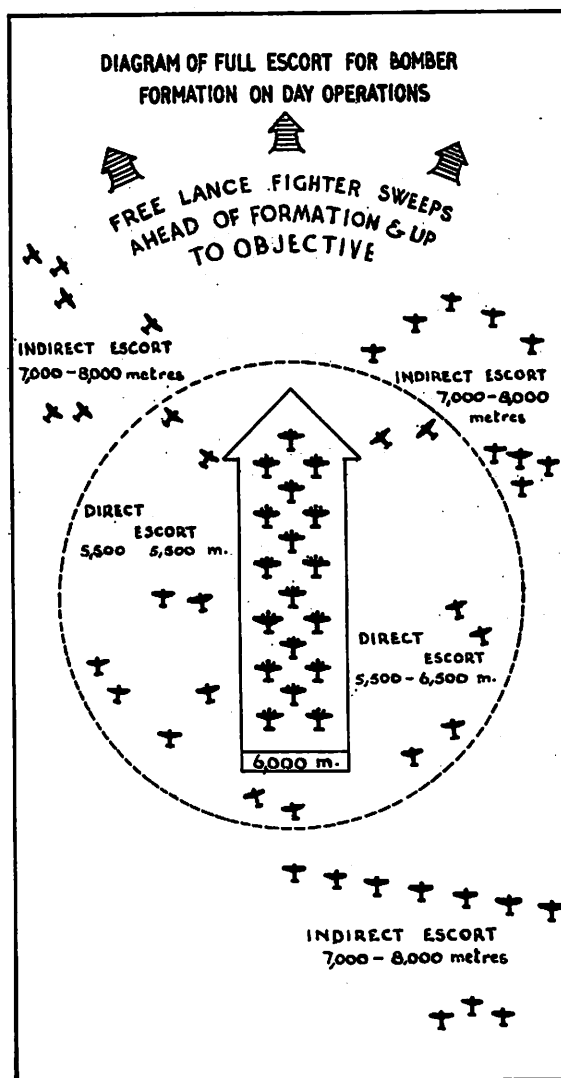 DIAGRAM OF FULL ESCORT FOR BOMBER
FORMATION ON DAY OPERATIONS
FREE LANCE FIGHTER SWEEPS
AHEAD OF FORMATION & UP
TO OBJECTIVE
INDIRECT ESCORT
7,000-8,000 metres
INDIRECT ESCORT
7,000-8,000
metres
DIRECT
ESCORT
5,500 5,500 m.
DIRECT
ESCORT
5,500-6,500 m.
6,000 m.
INDIRECT ESCORT
7,000-8,000 metres